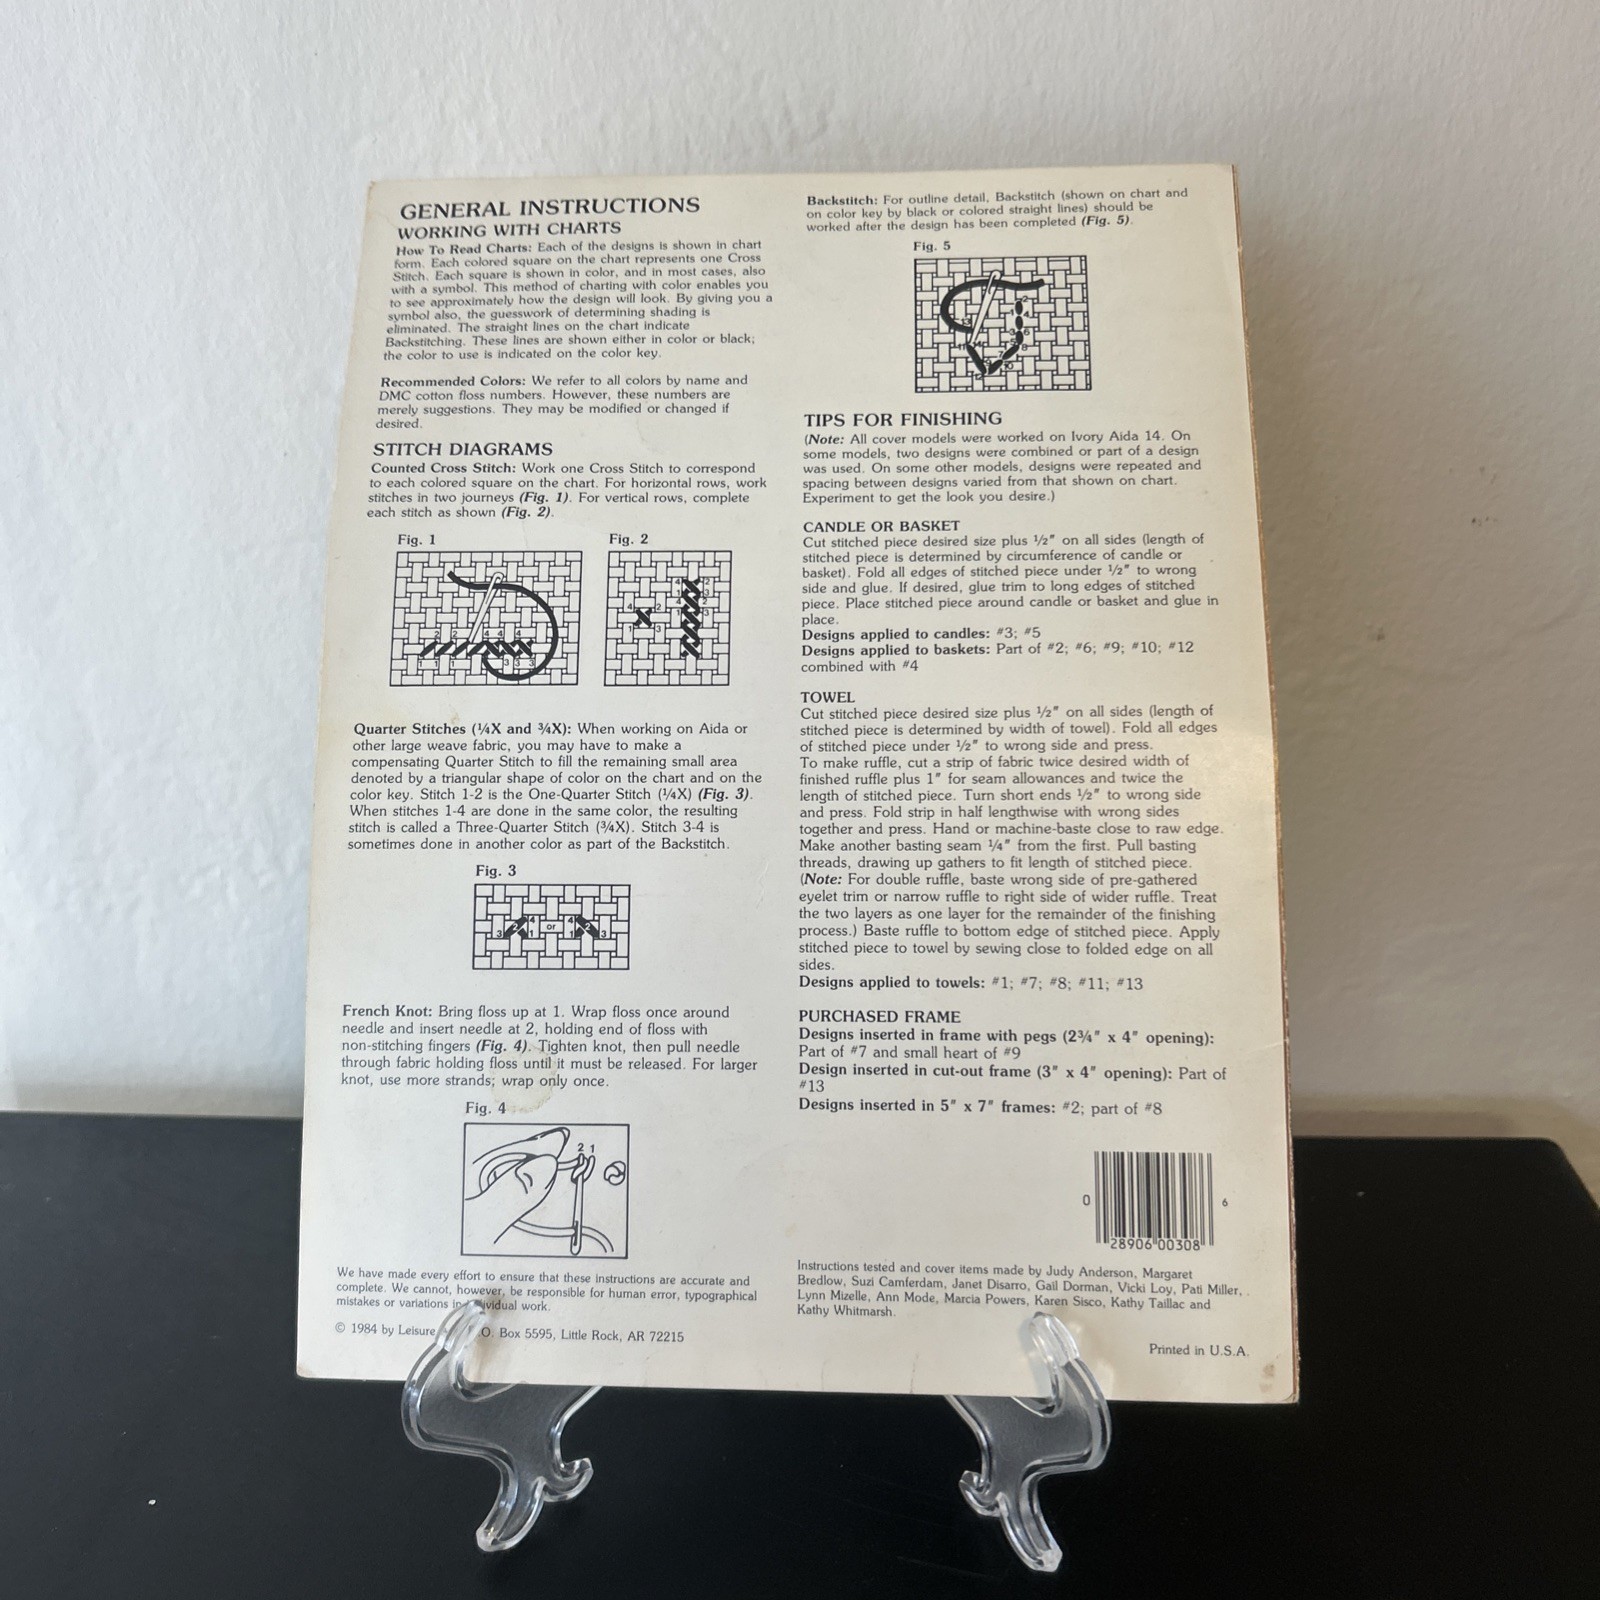 GENERAL INSTRUCTIONS
WORKING WITH CHARTS
How To Read Charts: Each of the designs is shown in chart
form. Each colored square on the chart represents one Cross
Stitch. Each square is shown in color, and in most cases, also
with a symbol. This method of charting with color enables you
to see approximately how the design will look. By giving you a
symbol also, the guesswork of determining shading is
eliminated. The straight lines on the chart indicate
Backstitching. These lines are shown either in color or black;
the color to use is indicated on the color key.
Recommended Colors: We refer to all colors by name and
DMC cotton floss numbers. However, these numbers are
merely suggestions. They may be modified or changed if
desired.
STITCH DIAGRAMS
Counted Cross Stitch: Work one Cross Stitch to correspond
to each colored square on the chart. For horizontal rows, work
stitches in two journeys (Fig. 1). For vertical rows, complete
each stitch as shown (Fig. 2).
Fig. 1
Fig. 2
Quarter Stitches (¼X and ¾X): When working on Aida or
other large weave fabric, you may have to make a
compensating Quarter Stitch to fill the remaining small area
denoted by a triangular shape of color on the chart and on the
color key. Stitch 1-2 is the One-Quarter Stitch (¼X) (Fig. 3).
When stitches 1-4 are done in the same color, the resulting
stitch is called a Three-Quarter Stitch (¾X). Stitch 3-4 is
sometimes done in another color as part of the Backstitch.
Fig. 3
3 2 4 1 or 4 1 2 3
French Knot: Bring floss up at 1. Wrap floss once around
needle and insert needle at 2, holding end of floss with
non-stitching fingers (Fig. 4). Tighten knot, then pull needle
through fabric holding floss until it must be released. For larger
knot, use more strands; wrap only once.
Fig. 4
2 1
We have made every effort to ensure that these instructions are accurate and
complete. We cannot, however, be responsible for human error, typographical
mistakes or variations in individual work.
© 1984 by Leisure P.O. Box 5595, Little Rock, AR 72215
Backstitch: For outline detail, Backstitch (shown on chart and
on color key by black or colored straight lines) should be
worked after the design has been completed (Fig. 5).
Fig. 5
TIPS FOR FINISHING
(Note: All cover models were worked on Ivory Aida 14. On
some models, two designs were combined or part of a design
was used. On some other models, designs were repeated and
spacing between designs varied from that shown on chart.
Experiment to get the look you desire.)
CANDLE OR BASKET
Cut stitched piece desired size plus ½" on all sides (length of
stitched piece is determined by circumference of candle or
basket). Fold all edges of stitched piece under ½" to wrong
side and glue. If desired, glue trim to long edges of stitched
piece. Place stitched piece around candle or basket and glue in
place.
Designs applied to candles: #3; #5
Designs applied to baskets: Part of #2; #6; #9; #10; #12
combined with #4
TOWEL
Cut stitched piece desired size plus ½" on all sides (length of
stitched piece is determined by width of towel). Fold all edges
of stitched piece under ½" to wrong side and press.
To make ruffle, cut a strip of fabric twice desired width of
finished ruffle plus 1" for seam allowances and twice the
length of stitched piece. Turn short ends ½" to wrong side
and press. Fold strip in half lengthwise with wrong sides
together and press. Hand or machine-baste close to raw edge.
Make another basting seam ¼" from the first. Pull basting
threads, drawing up gathers to fit length of stitched piece.
(Note: For double ruffle, baste wrong side of pre-gathered
eyelet trim or narrow ruffle to right side of wider ruffle. Treat
the two layers as one layer for the remainder of the finishing
process.) Baste ruffle to bottom edge of stitched piece. Apply
stitched piece to towel by sewing close to folded edge on all
sides.
Designs applied to towels: #1; #7; #8; #11; #13
PURCHASED FRAME
Designs inserted in frame with pegs (2¾" x 4" opening):
Part of #7 and small heart of #9
Design inserted in cut-out frame (3" x 4" opening): Part of
#13
Designs inserted in 5" x 7" frames: #2; part of #8
0 28906 00308 6
Instructions tested and cover items made by Judy Anderson, Margaret
Bredlow, Suzi Camferdam, Janet Disarro, Gail Dorman, Vicki Loy, Pati Miller,
Lynn Mizelle, Ann Mode, Marcia Powers, Karen Sisco, Kathy Taillac and
Kathy Whitmarsh.
Printed in U.S.A.